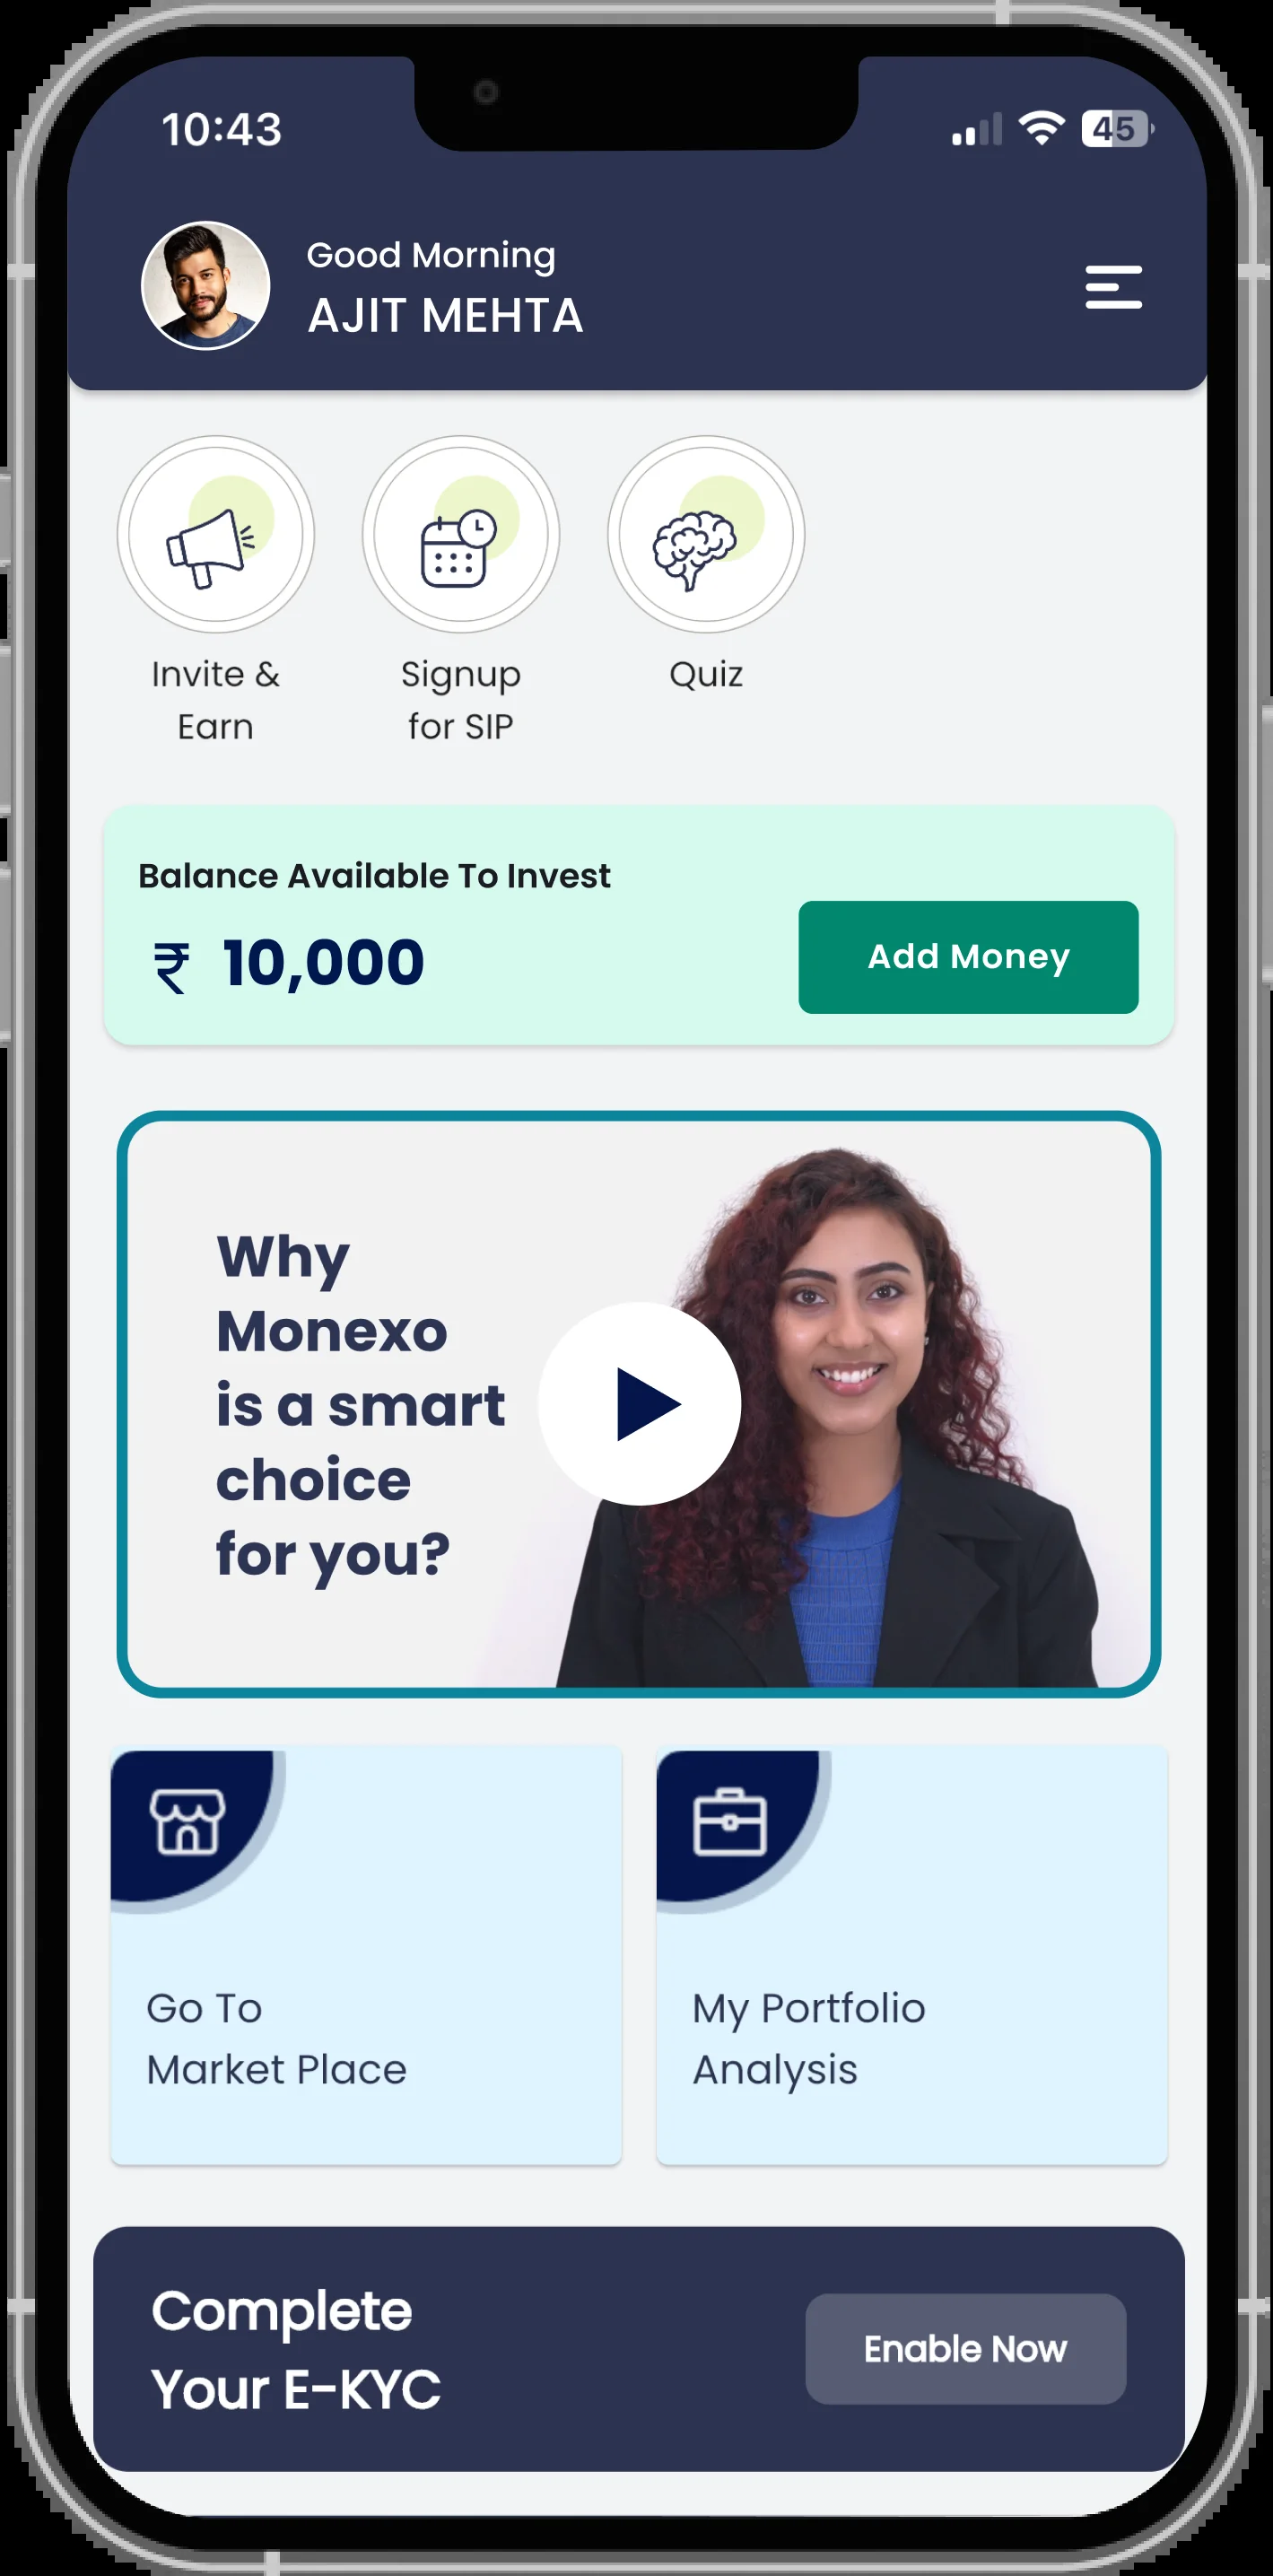 10:43
45
Good Morning
AJIT MEHTA
Invite &
Earn
Signup
for SIP
Quiz
Balance Available To Invest
₹ 10,000
Add Money
Why
Monexo
is a smart
choice
for you?
Go To
Market Place
My Portfolio
Analysis
Complete
Your E-KYC
Enable Now